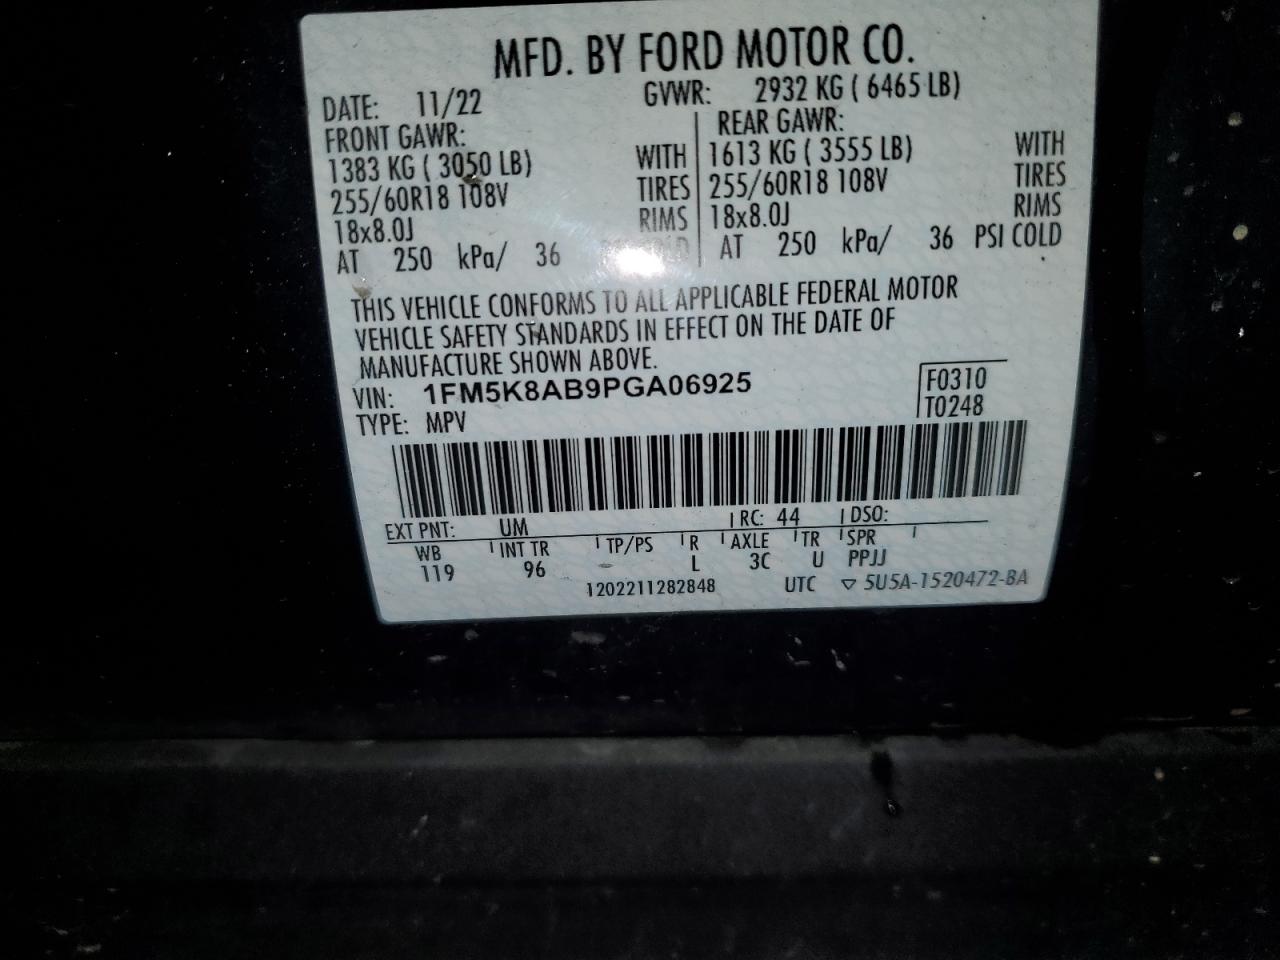 MFD. BY FORD MOTOR CO.
DATE: 11/22 GVWR: 2932 KG ( 6465 LB)
FRONT GAWR: REAR GAWR:
1383 KG ( 3050 LB) WITH 1613 KG ( 3555 LB) WITH
255/60R18 108V TIRES 255/60R18 108V TIRES
18x8.0J RIMS 18x8.0J RIMS
AT 250 kPa/ 36 AT 250 kPa/ 36 PSI COLD
THIS VEHICLE CONFORMS TO ALL APPLICABLE FEDERAL MOTOR
VEHICLE SAFETY STANDARDS IN EFFECT ON THE DATE OF
MANUFACTURE SHOWN ABOVE.
VIN: 1FM5K8AB9PGA06925 F0310
TYPE: MPV T0248
EXT PNT: UM RC: 44 DSO:
WB INT TR TP/PS R AXLE TR SPR
119 96 L 3C U PPJJ
1202211282848 UTC ▽ 5U5A-1520472-BA